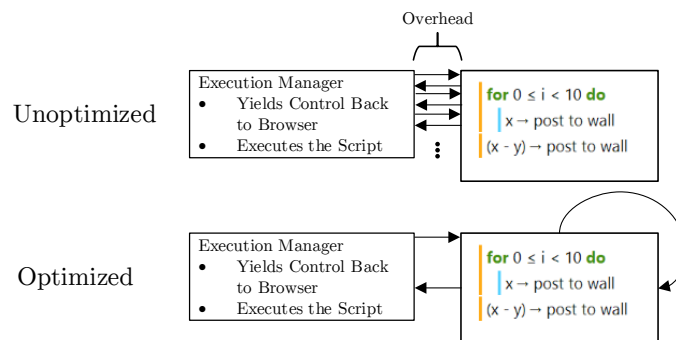 Overhead
Execution Manager
• Yields Control Back
to Browser
• Executes the Script
Unoptimized
for 0 ≤ i < 10 do
x → post to wall
(x - y) → post to wall
Execution Manager
• Yields Control Back
to Browser
• Executes the Script
Optimized
for 0 ≤ i < 10 do
x → post to wall
(x - y) → post to wall